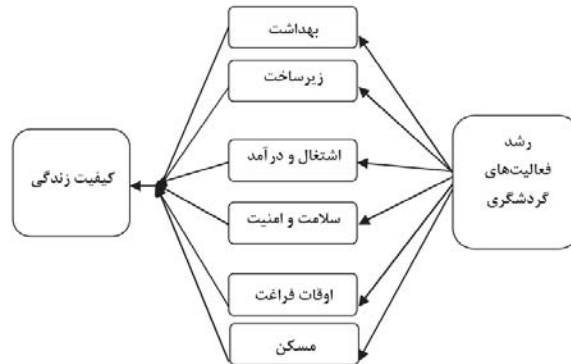 رشد
فعالیت‌های
گردشگری
بهداشت
زیرساخت
اشتغال و درآمد
سلامت و امنیت
اوقات فراغت
مسکن
کیفیت زندگی